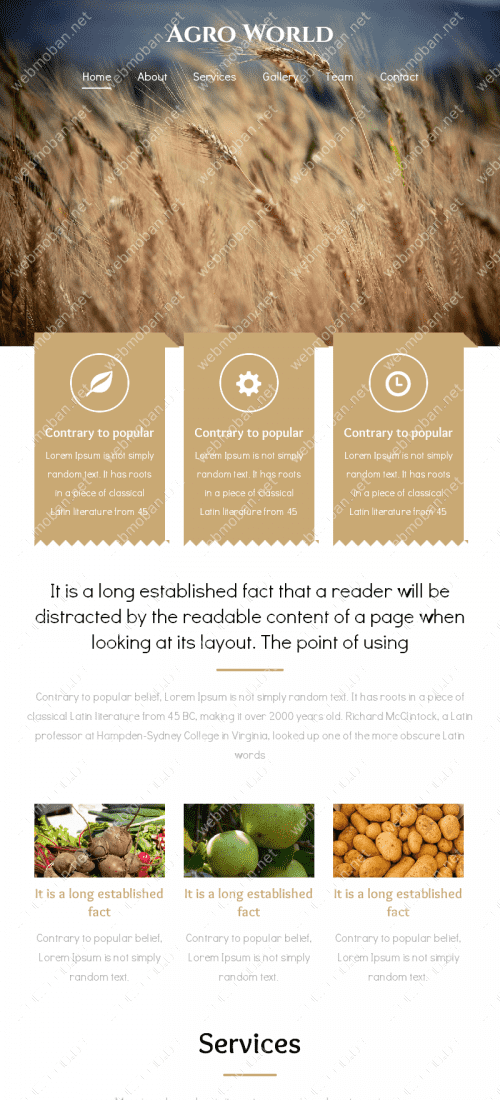 AGRO WORLD
Home About Services Gallery Team Contact
Contrary to popular
Lorem Ipsum is not simply
random text. It has roots
in a piece of classical
Latin literature from 45
Contrary to popular
Lorem Ipsum is not simply
random text. It has roots
in a piece of classical
Latin literature from 45
Contrary to popular
Lorem Ipsum is not simply
random text. It has roots
in a piece of classical
Latin literature from 45
It is a long established fact that a reader will be
distracted by the readable content of a page when
looking at its layout. The point of using
Contrary to popular belief, Lorem Ipsum is not simply random text. It has roots in a piece of
classical Latin literature from 45 BC, making it over 2000 years old. Richard McClintock, a Latin
professor at Hampden-Sydney College in Virginia, looked up one of the more obscure Latin
words
It is a long established
fact
Contrary to popular belief,
Lorem Ipsum is not simply
random text.
It is a long established
fact
Contrary to popular belief,
Lorem Ipsum is not simply
random text.
It is a long established
fact
Contrary to popular belief,
Lorem Ipsum is not simply
random text.
Services
webmoban.net